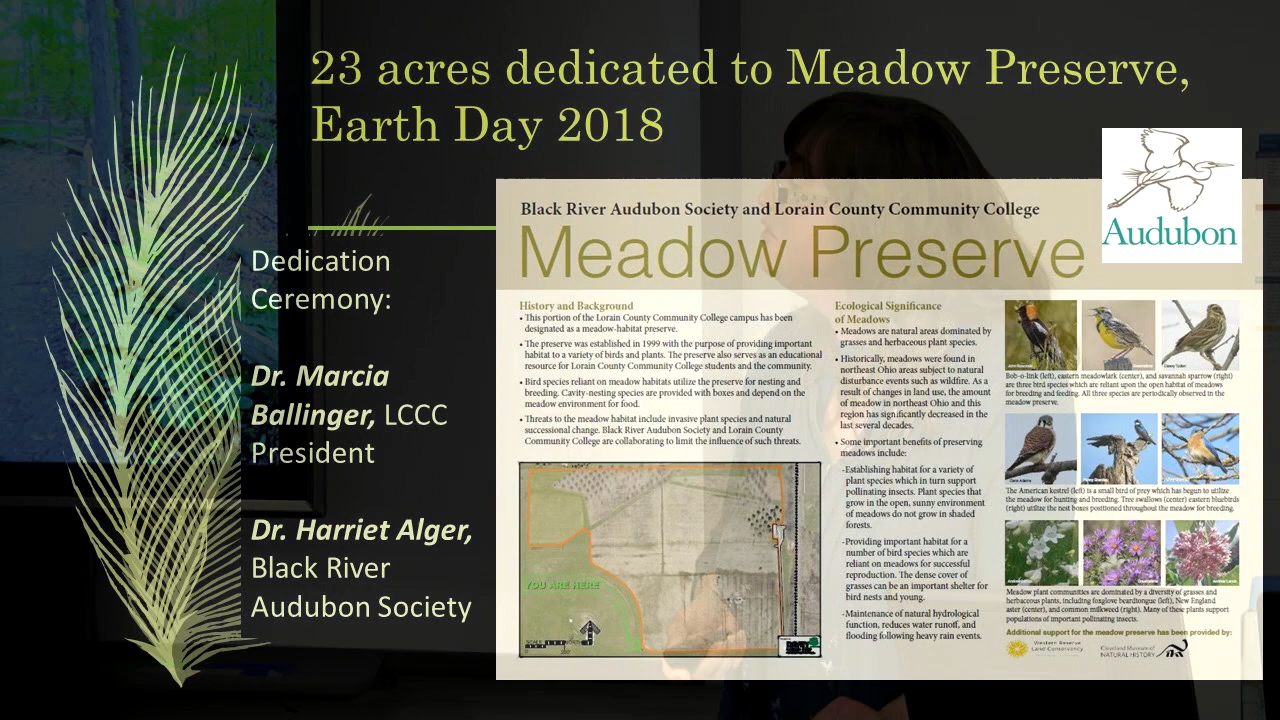 23 acres dedicated to Meadow Preserve,
Earth Day 2018
Audubon
Dedication
Ceremony:
Dr. Marcia
Ballinger, LCCC
President
Dr. Harriet Alger,
Black River
Audubon Society
Black River Audubon Society and Lorain County Community College
Meadow Preserve
History and Background
• This portion of the Lorain County Community College campus has been
designated as a meadow-habitat preserve.
• The preserve was established in 1999 with the purpose of providing important
habitat to a variety of birds and plants. The preserve also serves as an educational
resource for Lorain County Community College students and the community.
• Bird species reliant on meadow habitats utilize the preserve for nesting and
breeding. Cavity-nesting species are provided with boxes and depend on the
meadow environment for food.
• Threats to the meadow habitat include invasive plant species and natural
successional change. Black River Audubon Society and Lorain County
Community College are collaborating to limit the influence of such threats.
YOU ARE HERE
Ecological Significance
of Meadows
• Meadows are natural areas dominated by
grasses and herbaceous plant species.
• Historically, meadows were found in
northeast Ohio areas subject to natural
disturbance events such as wildfire. As a
result of changes in land use, the amount
of meadow in northeast Ohio and this
region has significantly decreased in the
last several decades.
• Some important benefits of preserving
meadows include:
-Establishing habitat for a variety of
plant species which in turn support
pollinating insects. Plant species that
grow in the open, sunny environment
of meadows do not grow in shaded
forests.
-Providing important habitat for a
number of bird species which are
reliant on meadows for successful
reproduction. The dense cover of
grasses can be an important shelter for
bird nests and young.
-Maintenance of natural hydrological
function, reduces water runoff, and
flooding following heavy rain events.
Bob-o-link (left), eastern meadowlark (center), and savannah sparrow (right)
are three bird species which are reliant upon the open habitat of meadows
for breeding and feeding. All three species are periodically observed in the
meadow preserve.
The American kestrel (left) is a small bird of prey which has begun to utilize
the meadow for hunting and breeding. Tree swallows (center) eastern bluebirds
(right) utilize the nest boxes positioned throughout the meadow for breeding.
Meadow plant communities are dominated by a diversity of grasses and
herbaceous plants, including foxglove beardtongue (left), New England
aster (center), and common milkweed (right). Many of these plants support
populations of important pollinating insects.
Additional support for the meadow preserve has been provided by:
Western Reserve
Land Conservancy
Cleveland Museum of
NATURAL HISTORY